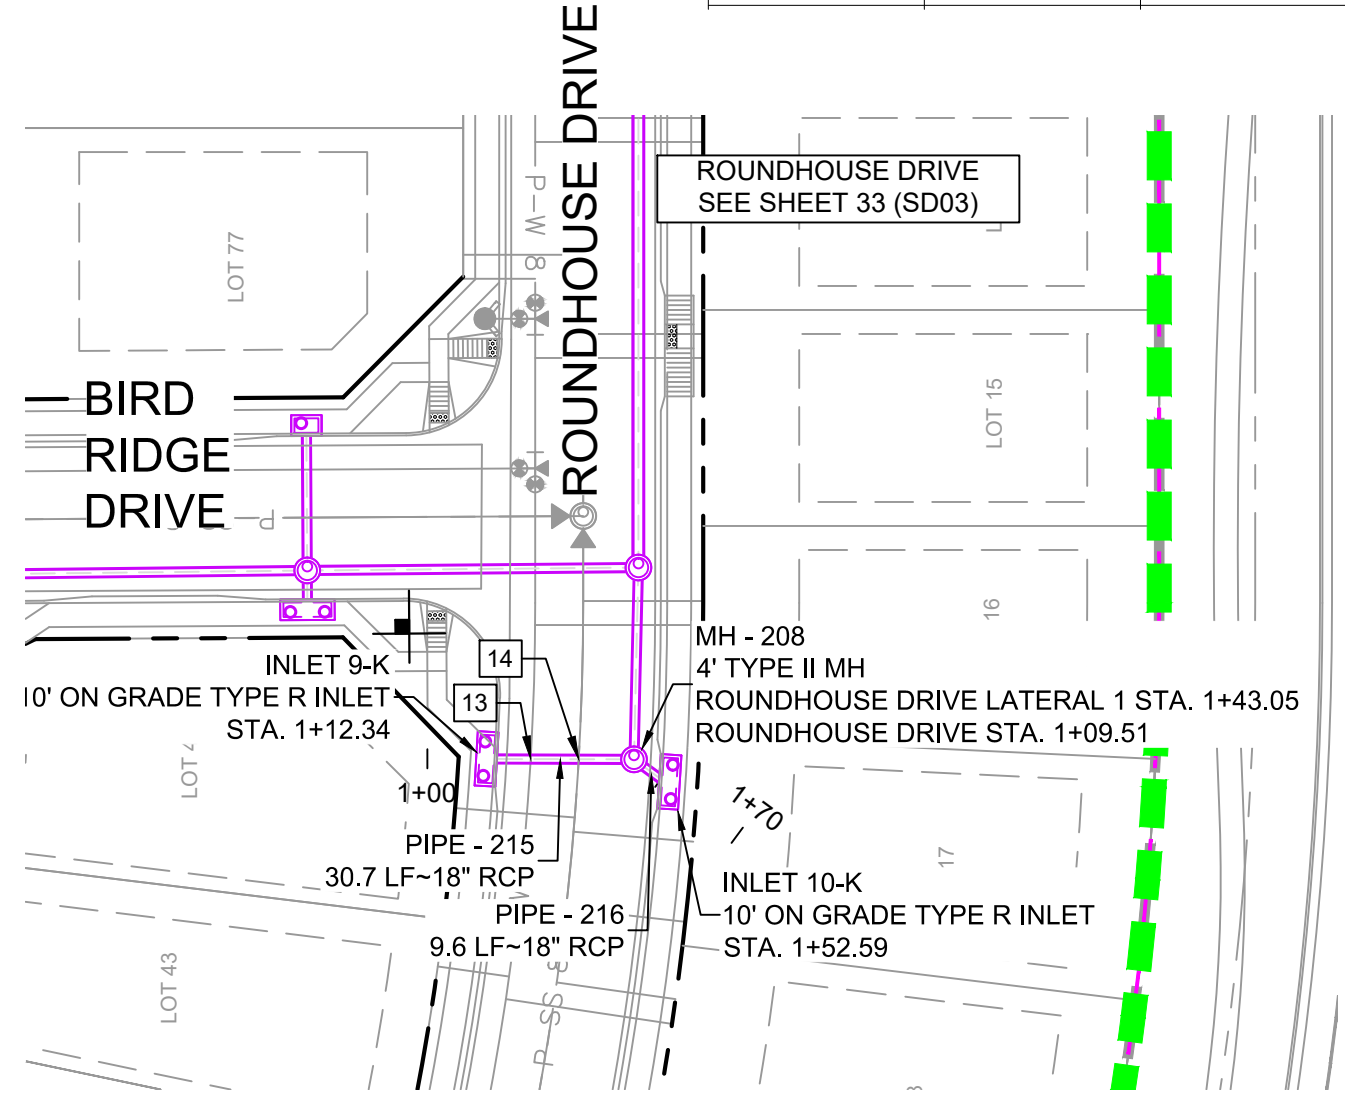 ROUNDHOUSE DRIVE
ROUNDHOUSE DRIVE
SEE SHEET 33 (SD03)
P-W 8
LOT 77
BIRD
RIDGE
DRIVE
P
LOT 15
16
14
13
INLET 9-K
10' ON GRADE TYPE R INLET
STA. 1+12.34
MH - 208
4' TYPE II MH
ROUNDHOUSE DRIVE LATERAL 1 STA. 1+43.05
ROUNDHOUSE DRIVE STA. 1+09.51
LOT
1+00
1+70
PIPE - 215
30.7 LF~18" RCP
17
PIPE - 216
9.6 LF~18" RCP
INLET 10-K
10' ON GRADE TYPE R INLET
STA. 1+52.59
LOT 43
P SS